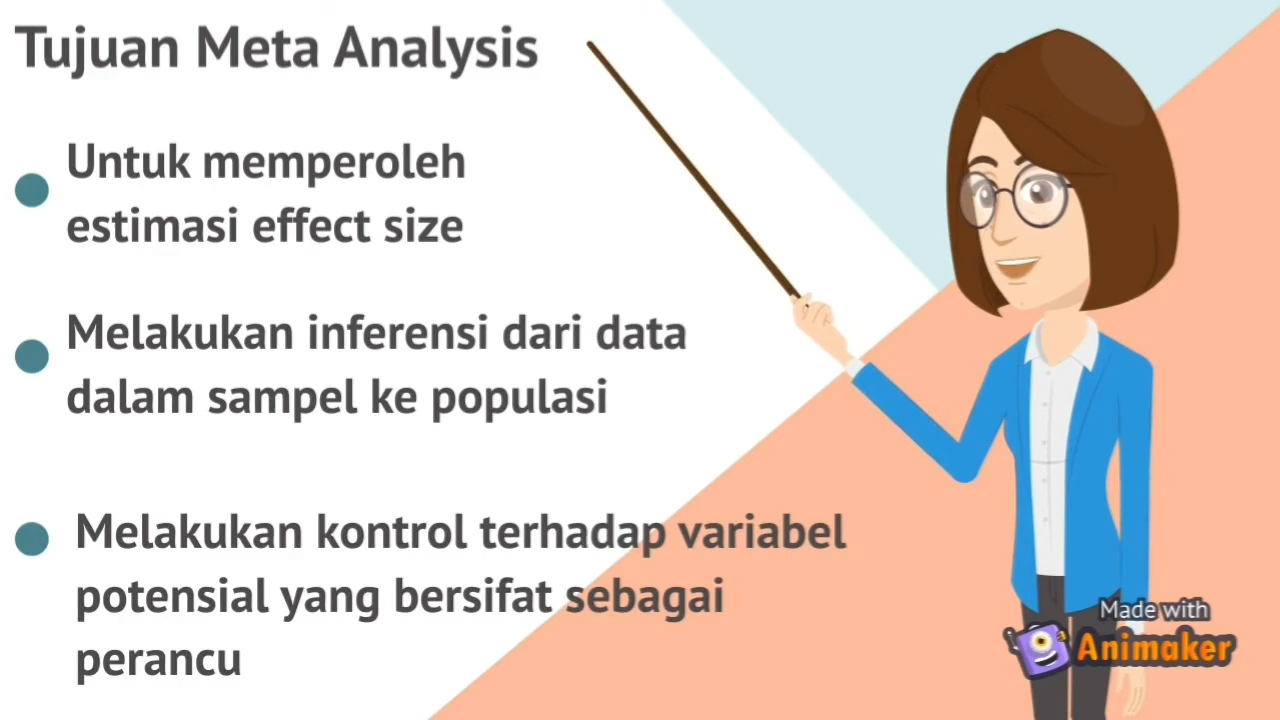 Tujuan Meta Analysis
Untuk memperoleh
estimasi effect size
Melakukan inferensi dari data
dalam sampel ke populasi
Melakukan kontrol terhadap variabel
potensial yang bersifat sebagai
perancu
Made with
Animaker